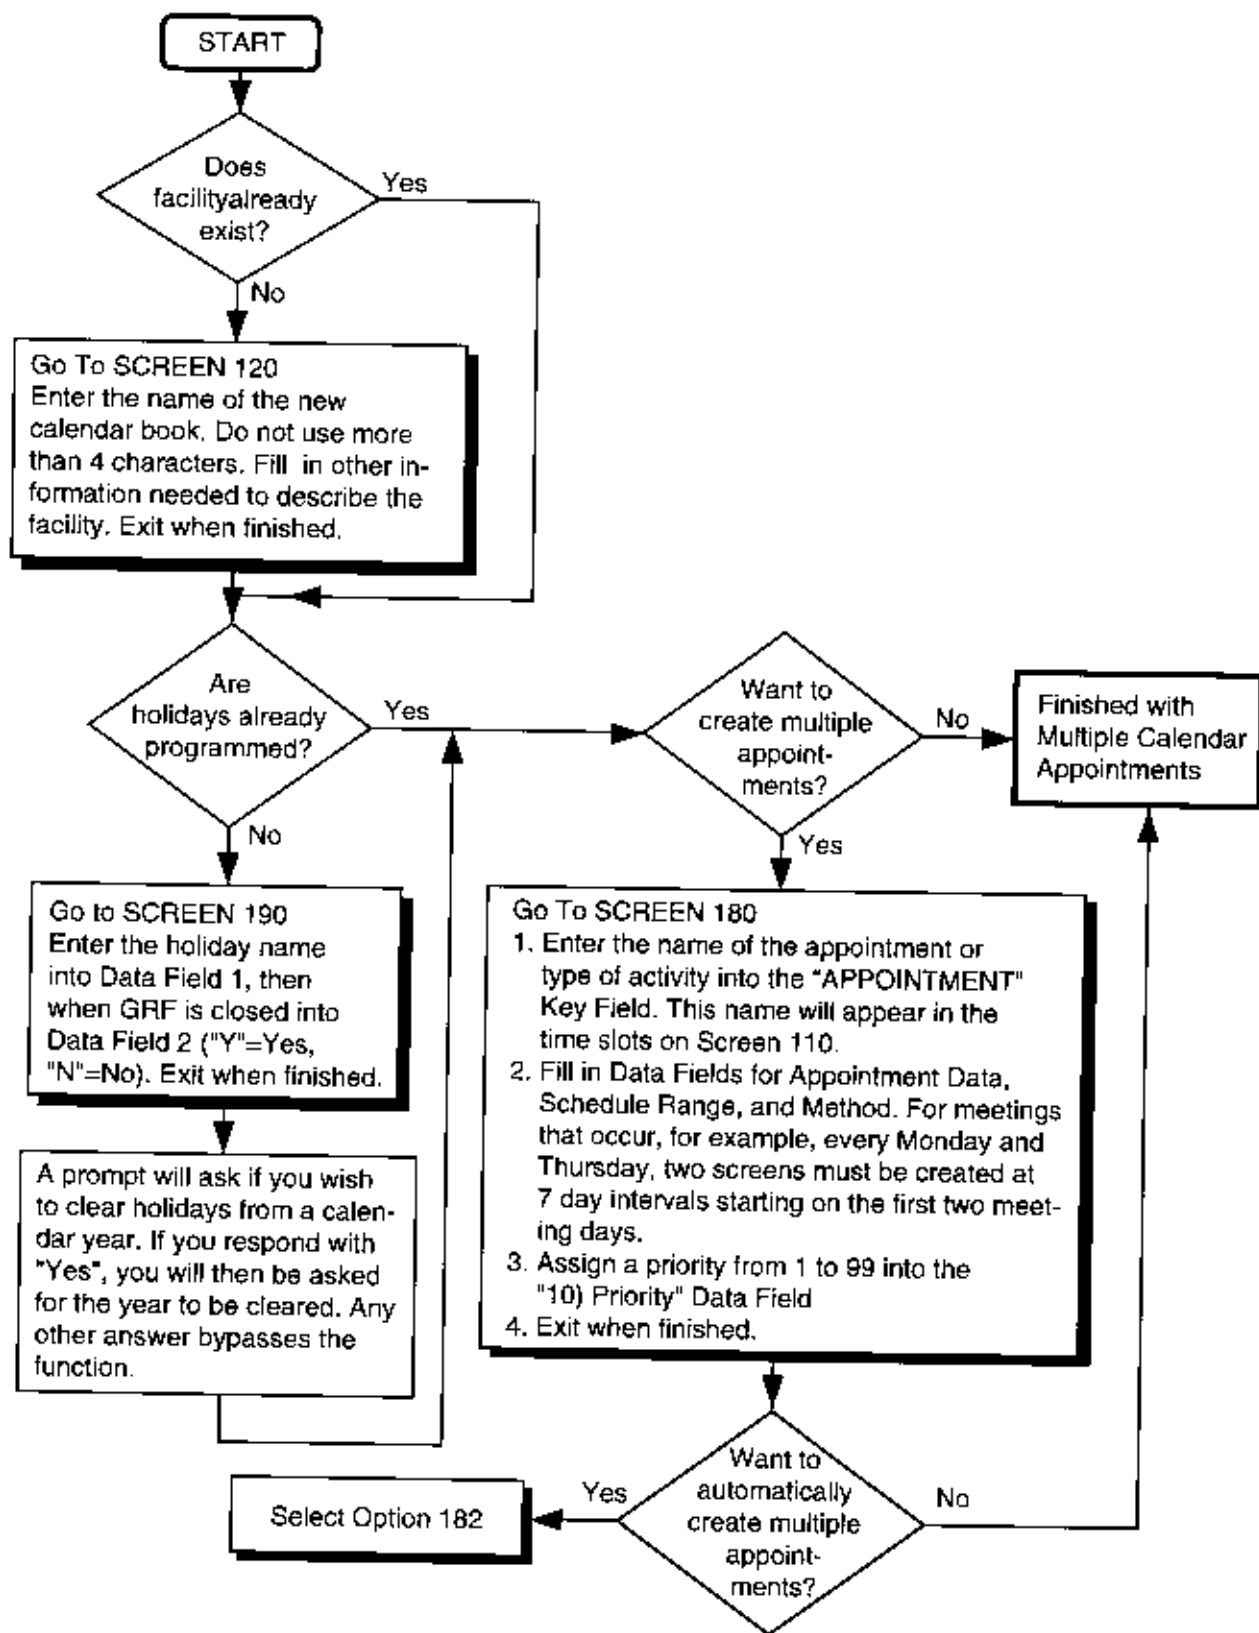 START
Does
facilityalready
exist?
Yes
No
Go To SCREEN 120
Enter the name of the new
calendar book. Do not use more
than 4 characters. Fill in other in-
formation needed to describe the
facility. Exit when finished.
Are
holidays already
programmed?
Yes
No
Want to
create multiple
appoint-
ments?
No
Yes
Finished with
Multiple Calendar
Appointments
Go to SCREEN 190
Enter the holiday name
into Data Field 1, then
when GRF is closed into
Data Field 2 ("Y"=Yes,
"N"=No). Exit when finished.
A prompt will ask if you wish
to clear holidays from a calen-
dar year. If you respond with
"Yes", you will then be asked
for the year to be cleared. Any
other answer bypasses the
function.
Go To SCREEN 180
1. Enter the name of the appointment or
type of activity into the "APPOINTMENT"
Key Field. This name will appear in the
time slots on Screen 110.
2. Fill in Data Fields for Appointment Data,
Schedule Range, and Method. For meetings
that occur, for example, every Monday and
Thursday, two screens must be created at
7 day intervals starting on the first two meet-
ing days.
3. Assign a priority from 1 to 99 into the
"10) Priority" Data Field
4. Exit when finished.
Want to
automatically
create multiple
appoint-
ments?
Yes
No
Select Option 182